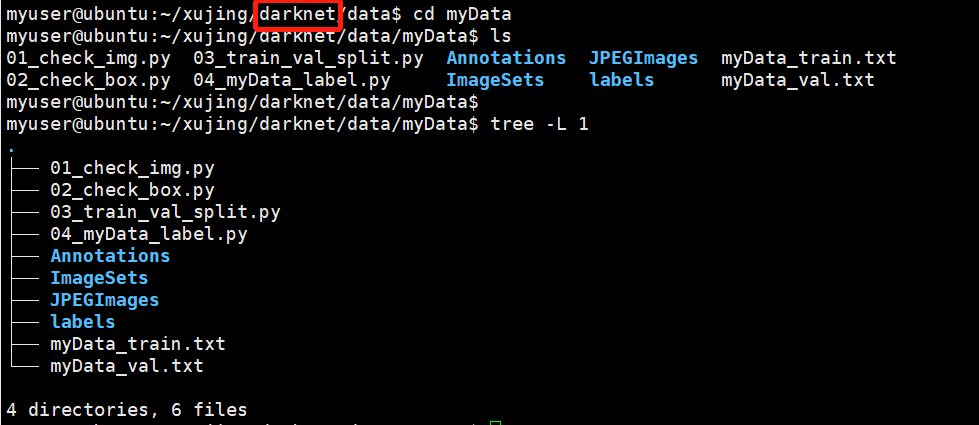 myuser@ubuntu:~/xujing/darknet/data$ cd myData
myuser@ubuntu:~/xujing/darknet/data/myData$ ls
01_check_img.py  03_train_val_split.py  Annotations  JPEGImages  myData_train.txt
02_check_box.py  04_myData_label.py     ImageSets    labels      myData_val.txt
myuser@ubuntu:~/xujing/darknet/data/myData$
myuser@ubuntu:~/xujing/darknet/data/myData$ tree -L 1
.
├── 01_check_img.py
├── 02_check_box.py
├── 03_train_val_split.py
├── 04_myData_label.py
├── Annotations
├── ImageSets
├── JPEGImages
├── labels
├── myData_train.txt
└── myData_val.txt
4 directories, 6 files